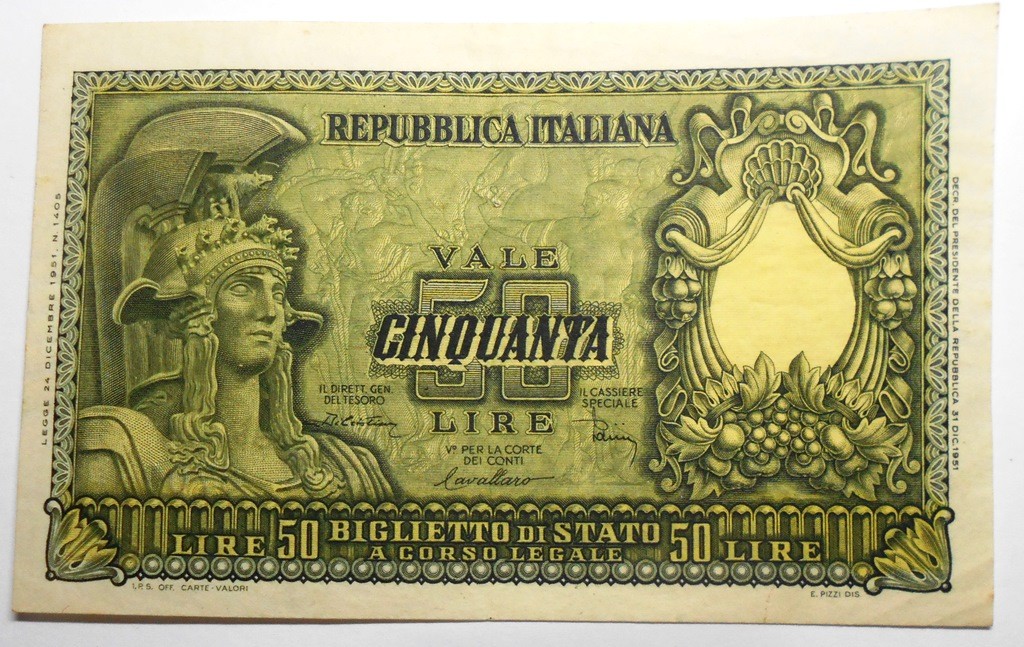 REPUBBLICA ITALIANA
VALE
50
CINQUANTA
LIRE
IL DIRETT. GEN.
DEL TESORO
IL CASSIERE
SPECIALE
Vº PER LA CORTE
DEI CONTI
Cavallaro
LIRE 50 BIGLIETTO DI STATO 50 LIRE
A CORSO LEGALE
I.P.S. OFF. CARTE-VALORI
E. PIZZI DIS.
LEGGE 24 DICEMBRE 1951, N. 1405
DECR. DEL PRESIDENTE DELLA REPUBBLICA 31 DIC. 1951